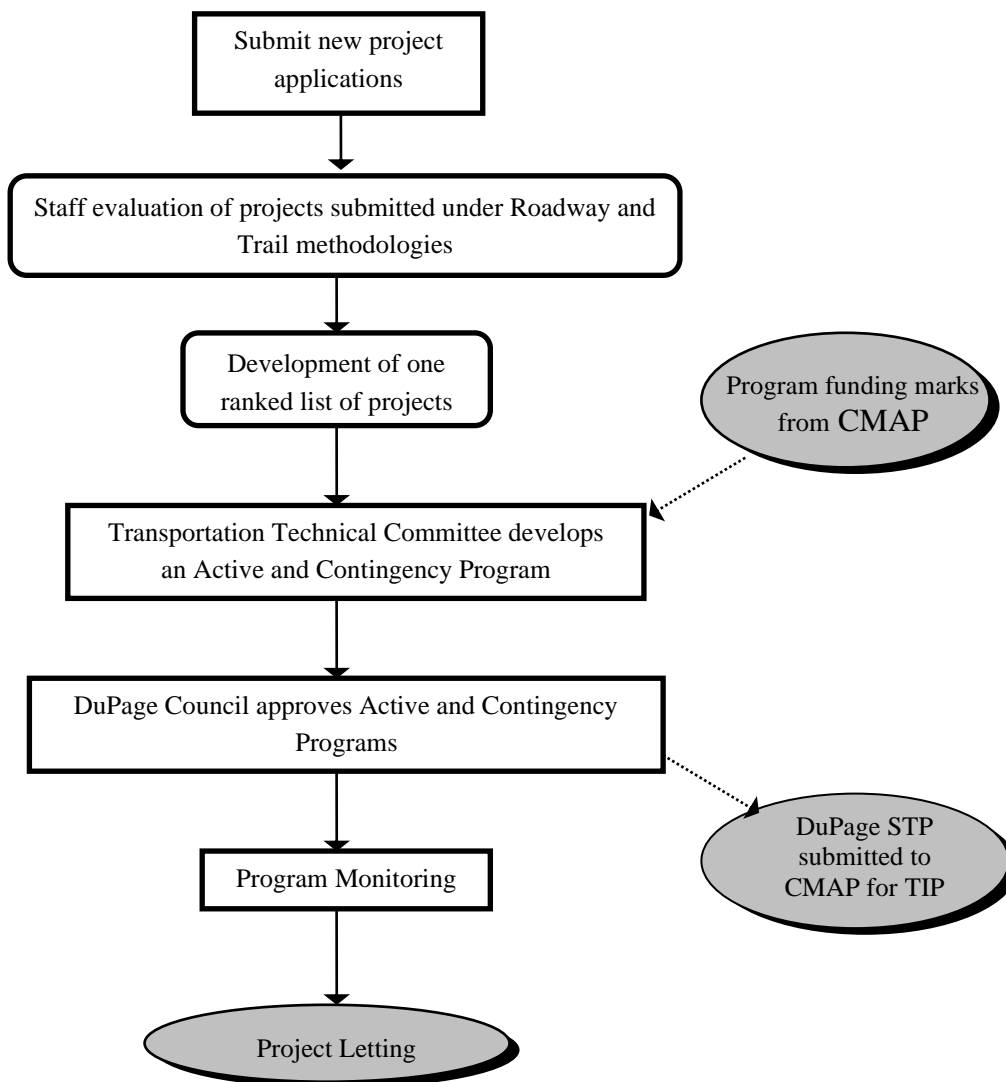 Submit new project
applications
Staff evaluation of projects submitted under Roadway and
Trail methodologies
Development of one
ranked list of projects
Program funding marks
from CMAP
Transportation Technical Committee develops
an Active and Contingency Program
DuPage Council approves Active and Contingency
Programs
DuPage STP
submitted to
CMAP for TIP
Program Monitoring
Project Letting